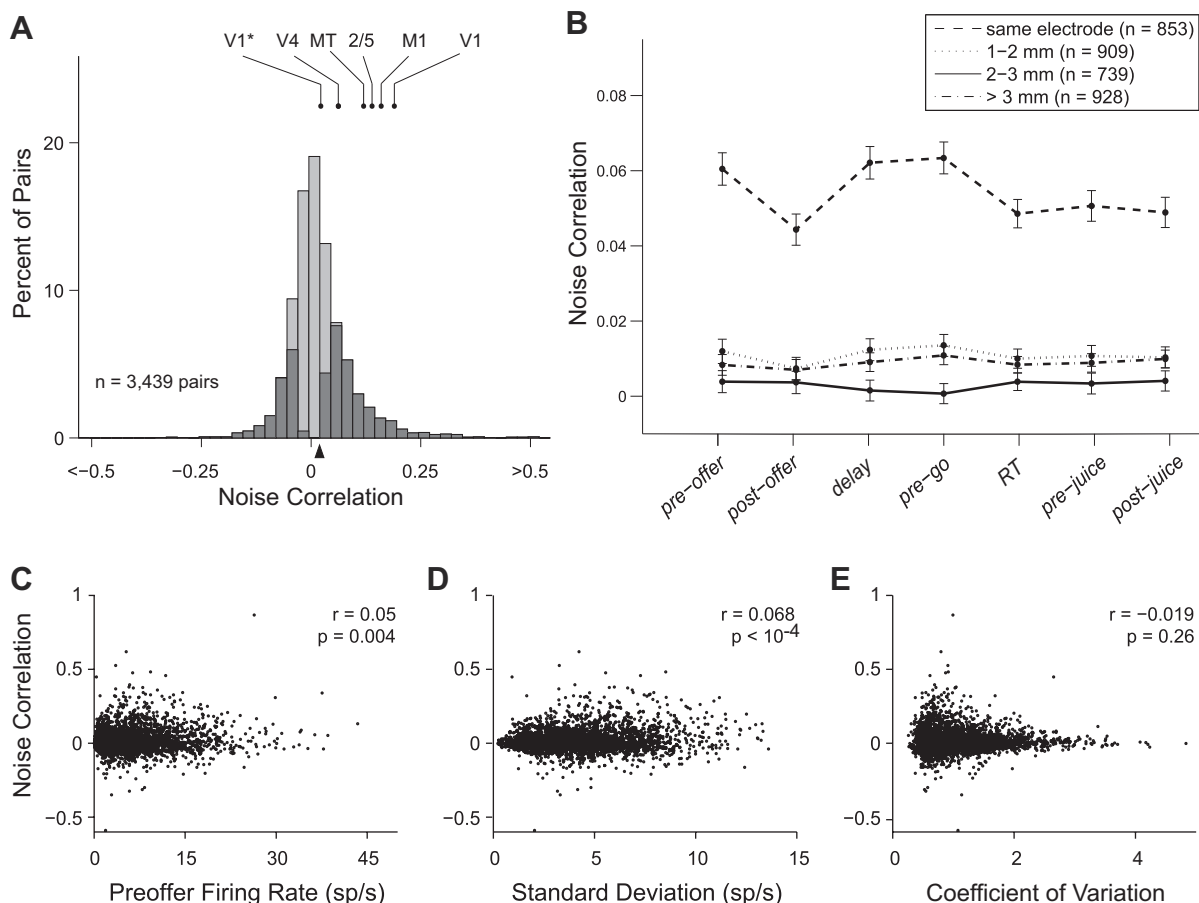 A
V1* V4 MT 2/5 M1 V1
20
10
0
Percent of Pairs
n = 3,439 pairs
<−0.5 −0.25 0 0.25 >0.5
Noise Correlation
B
same electrode (n = 853)
1−2 mm (n = 909)
2−3 mm (n = 739)
> 3 mm (n = 928)
0.08
0.06
0.04
0.02
0
Noise Correlation
pre−offer
post−offer
delay
pre−go
RT
pre−juice
post−juice
C
1
0.5
0
−0.5
Noise Correlation
r = 0.05
p = 0.004
0 15 30 45
Preoffer Firing Rate (sp/s)
D
1
0.5
0
−0.5
r = 0.068
p < 10-4
0 5 10 15
Standard Deviation (sp/s)
E
1
0.5
0
−0.5
r = −0.019
p = 0.26
0 2 4
Coefficient of Variation